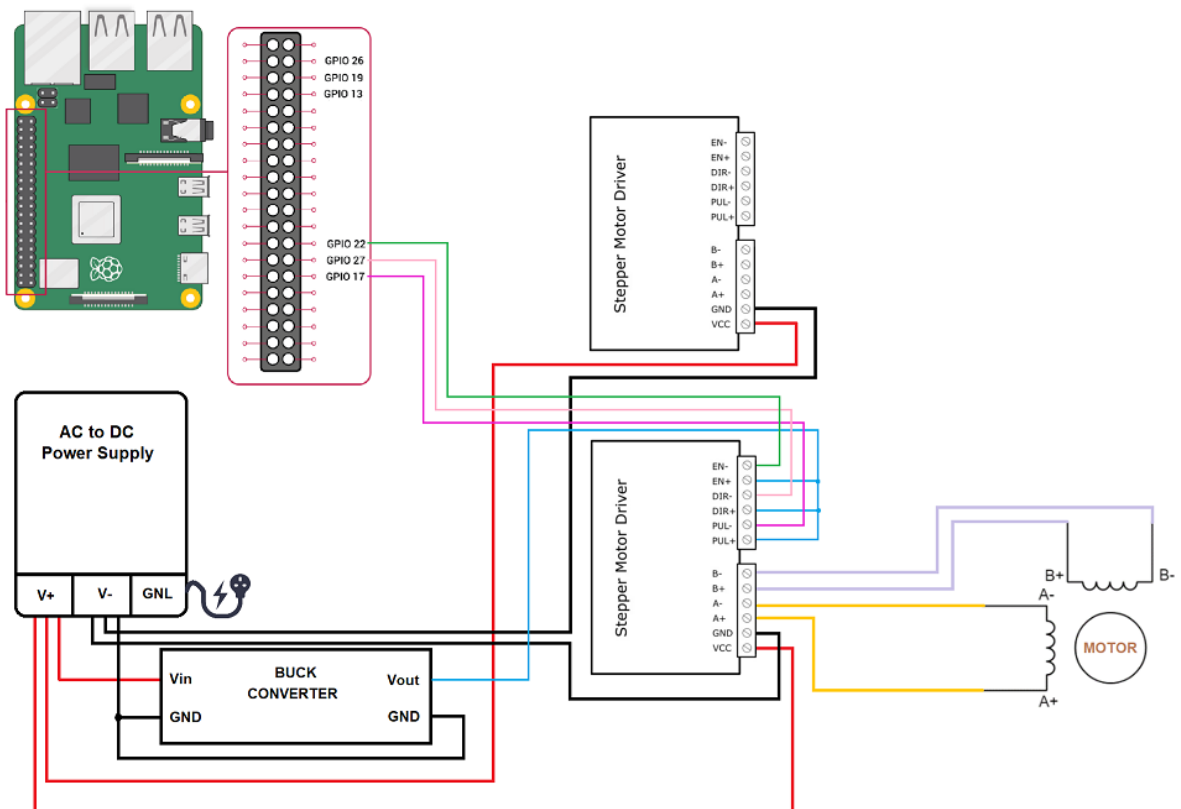 GPIO 26
GPIO 19
GPIO 13
GPIO 22
GPIO 27
GPIO 17
Stepper Motor Driver
EN-
EN+
DIR-
DIR+
PUL-
PUL+
B-
B+
A-
A+
GND
VCC
AC to DC
Power Supply
V+
V-
GNL
BUCK
CONVERTER
Vin
GND
Vout
GND
Stepper Motor Driver
EN-
EN+
DIR-
DIR+
PUL-
PUL+
B-
B+
A-
A+
GND
VCC
B+
B-
A-
MOTOR
A+